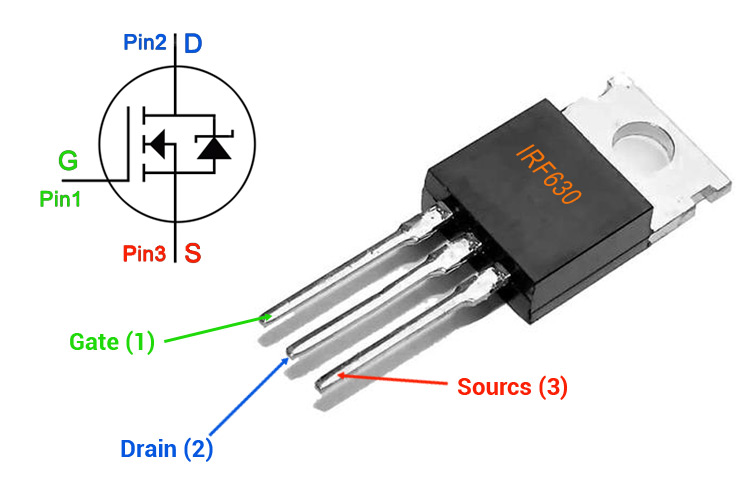 Pin2 D
G
Pin1
Pin3 S
IRF630
Gate (1)
Sourcs (3)
Drain (2)